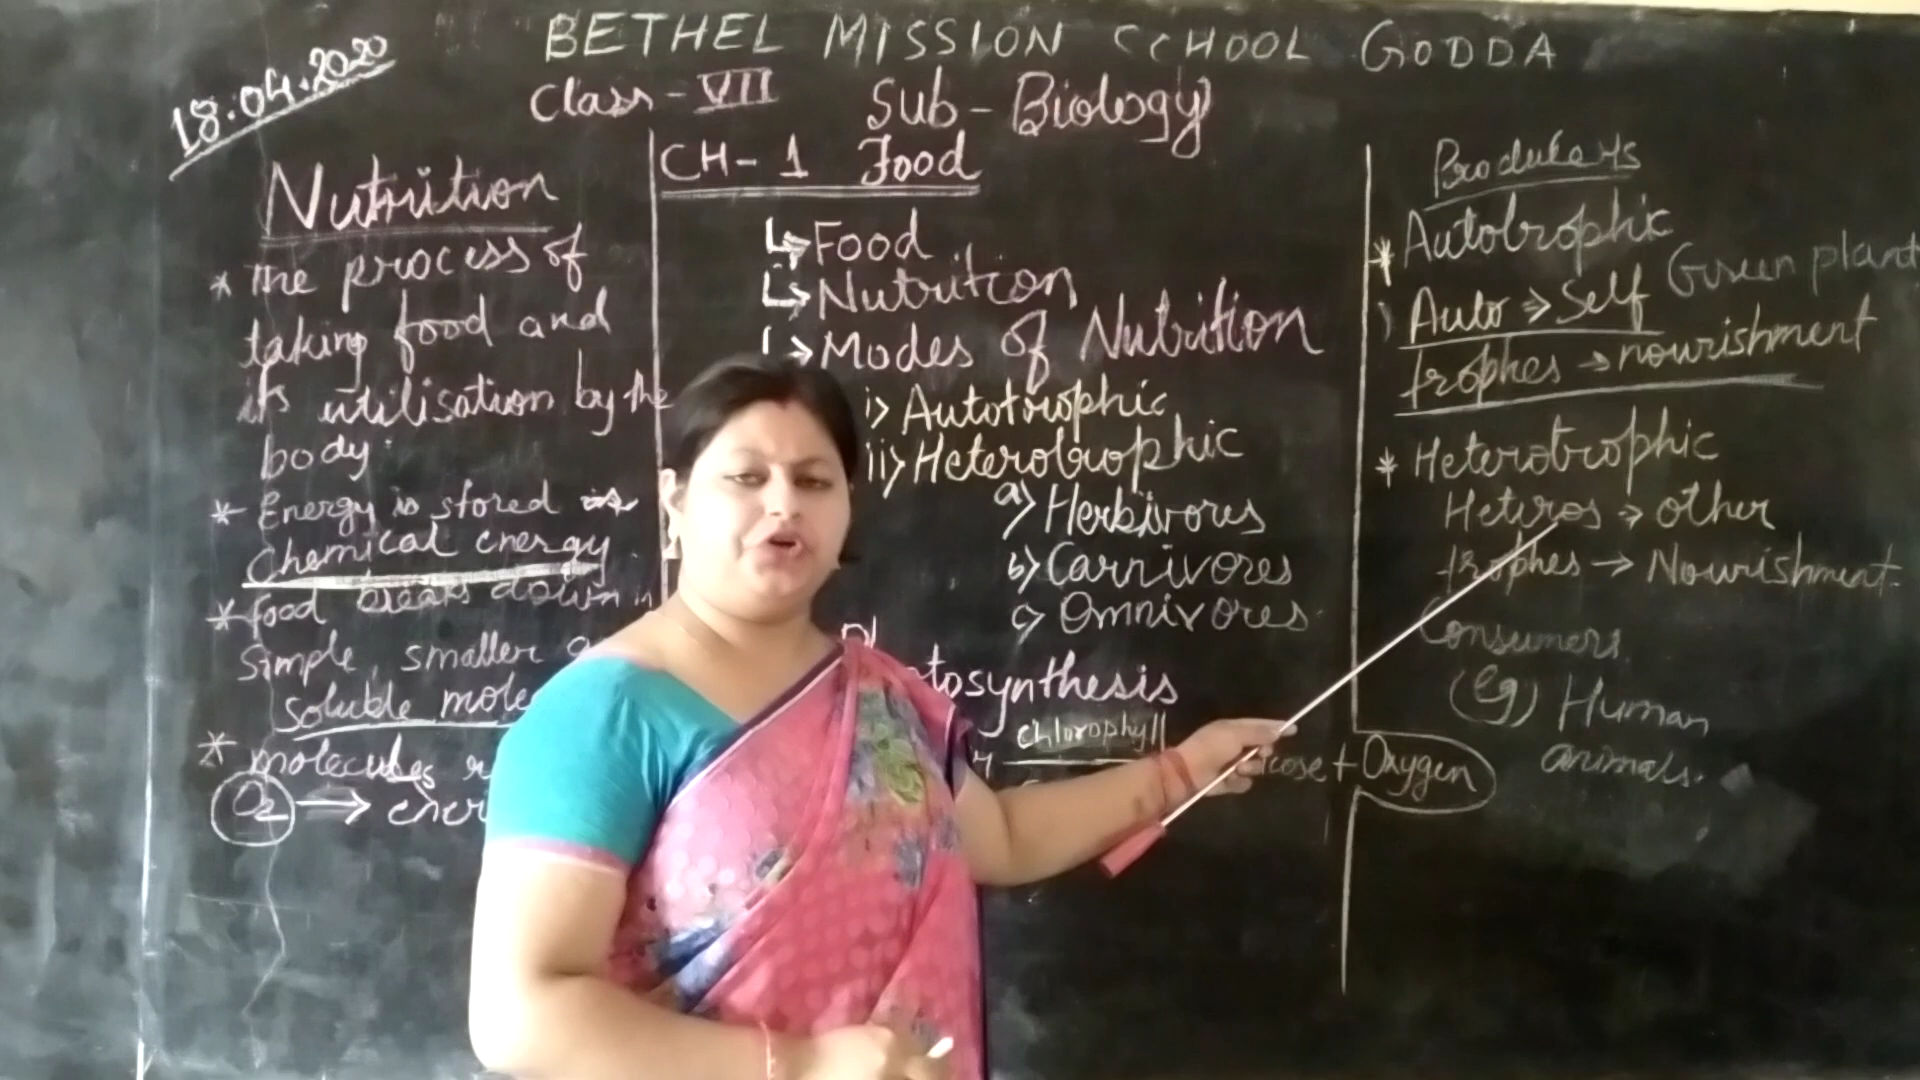 18.04.2020
BETHEL MISSION SCHOOL GODDA
Class - VII Sub - Biology
Nutrition
* The process of
taking food and
its utilisation by the
body.
* Energy is stored
Chemical energy.
* food breaks down in
Simple, smaller
soluble mole
* molecules
O2 → ener
CH - 1 Food
↳ Food
↳ Nutrition
↳ Modes of Nutrition
i> Autotrophic
ii> Heterotrophic
a> Herbivores
b> Carnivores
c> Omnivores
tosynthesis
chlorophyll
cose + Oxygen
Producers
* Autotrophic
Green plant
Auto ⇒ Self
trophes → nourishment
* Heterotrophic
Heteros → other
trophes → Nourishment.
Consumers
(eg) Human
animals.